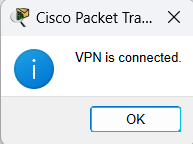 Cisco Packet Tra...
VPN is connected.
OK